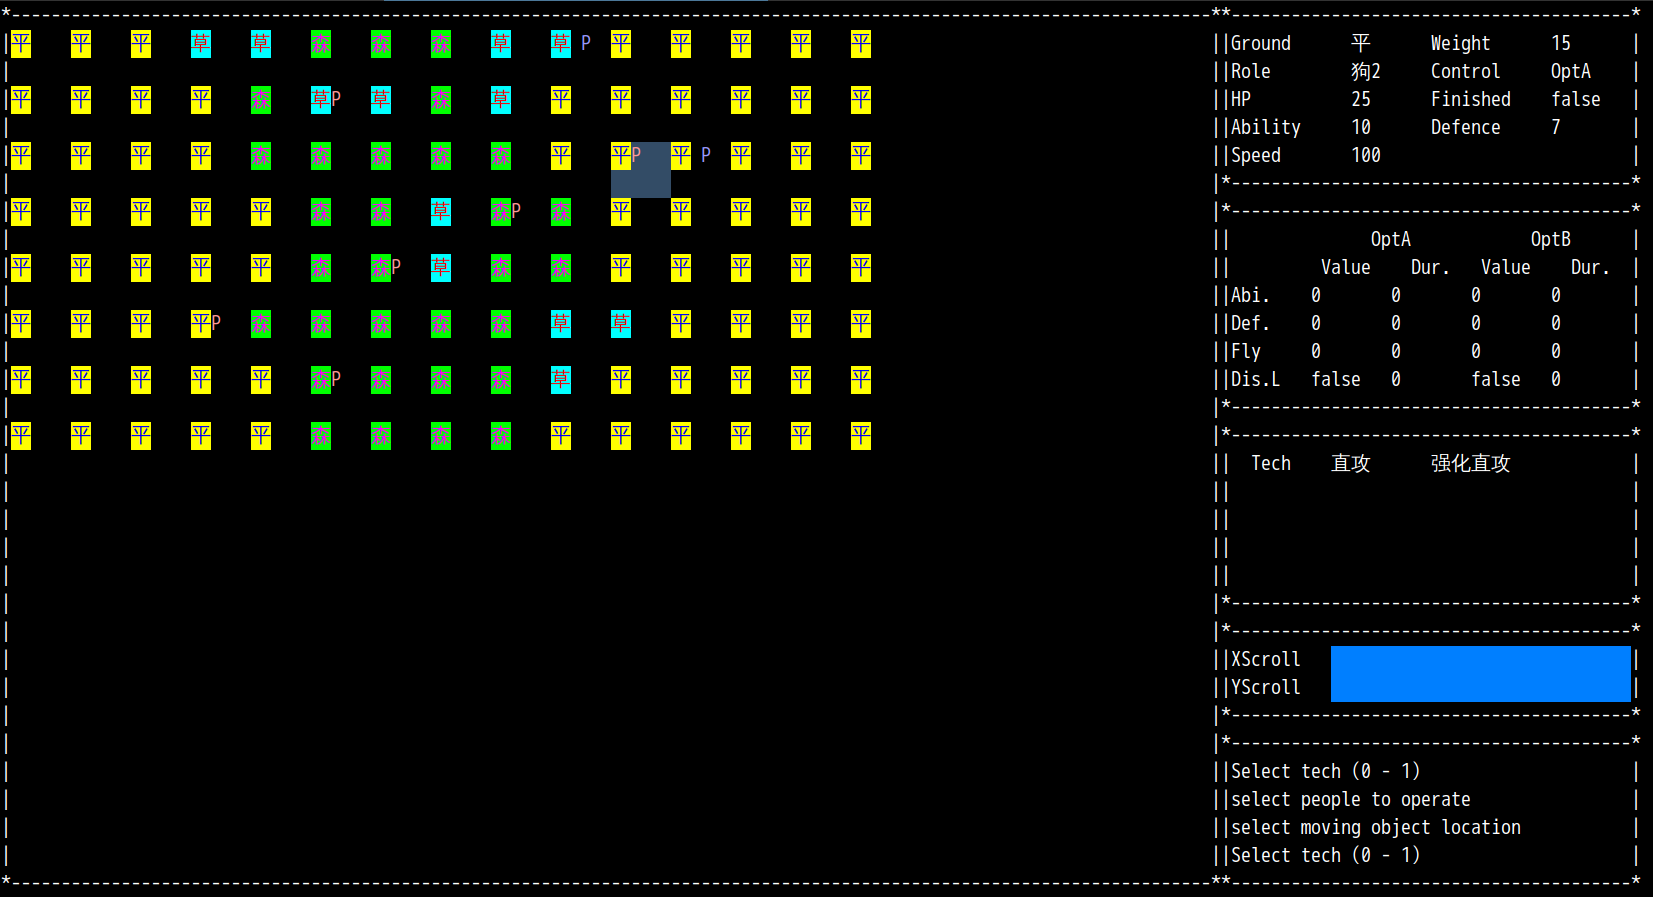 *------------------------------------------------------------------------------------------------------------------------**----------------------------------------*
|平 平 平 草 草 森 森 森 草 草 P 平 平 平 平 平 ||Ground 平 Weight 15 |
| ||Role 狗2 Control OptA |
|平 平 平 平 森 草P 草 森 草 平 平 平 平 平 平 ||HP 25 Finished false |
| ||Ability 10 Defence 7 |
|平 平 平 平 森 森 森 森 森 平 平P 平 P 平 平 平 ||Speed 100 |
| |*----------------------------------------*
|平 平 平 平 平 森 森 草 森P 森 平 平 平 平 平 |*----------------------------------------*
| || OptA OptB |
|平 平 平 平 平 森 森P 草 森 森 平 平 平 平 平 || Value Dur. Value Dur. |
| ||Abi. 0 0 0 0 |
|平 平 平 平P 森 森 森 森 森 草 草 平 平 平 平 ||Def. 0 0 0 0 |
| ||Fly 0 0 0 0 |
|平 平 平 平 平 森P 森 森 森 草 平 平 平 平 平 ||Dis.L false 0 false 0 |
| |*----------------------------------------*
|平 平 平 平 平 森 森 森 森 平 平 平 平 平 平 |*----------------------------------------*
| || Tech 直攻 强化直攻 |
| || |
| || |
| || |
| || |
| |*----------------------------------------*
| |*----------------------------------------*
| ||XScroll |
| ||YScroll |
| |*----------------------------------------*
| |*----------------------------------------*
| ||Select tech (0 - 1) |
| ||select people to operate |
| ||select moving object location |
| ||Select tech (0 - 1) |
*------------------------------------------------------------------------------------------------------------------------**----------------------------------------*